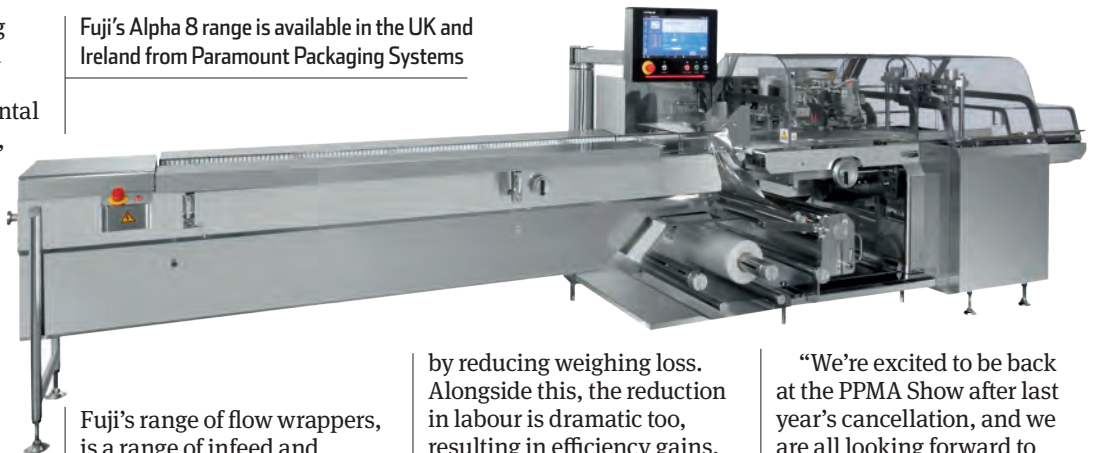 Fuji's Alpha 8 range is available in the UK and
Ireland from Paramount Packaging Systems
Fuji's range of flow wrappers,
is a range of infeed and
by reducing weighing loss.
Alongside this, the reduction
in labour is dramatic too,
resulting in efficiency gains.
“We're excited to be back
at the PPMA Show after last
year's cancellation, and we
are all looking forward to